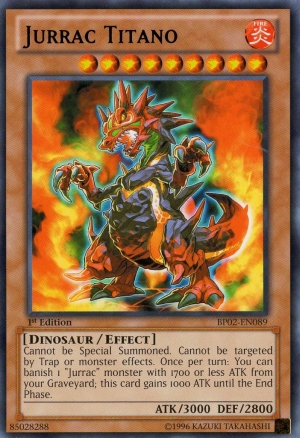 JURRAC TITANO
FIRE
炎
1st Edition
BP02-EN089
[DINOSAUR / EFFECT]
Cannot be Special Summoned. Cannot be targeted
by Trap or monster effects. Once per turn: You can
banish 1 "Jurrac" monster with 1700 or less ATK from
your Graveyard; this card gains 1000 ATK until the End
Phase.
ATK/3000 DEF/2800
85028288
©1996 KAZUKI TAKAHASHI